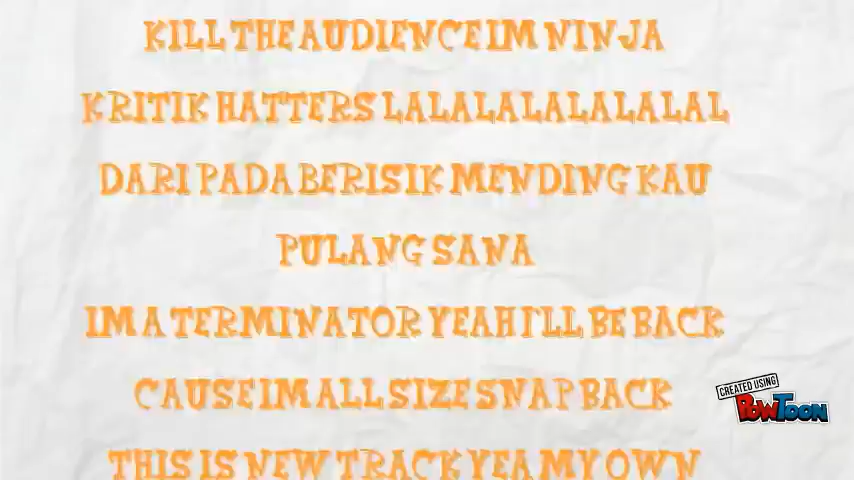 KILL THE AUDIENCE IM NINJA
KRITIK HATTERS LALALALALALALAL
DARI PADA BERISIK MENDING KAU
PULANG SANA
IM A TERMINATOR YEAH I'LL BE BACK
CAUSE IM ALL SIZE SNAP BACK
THIS IS NEW TRACK YEA MY OWN
CREATED USING
POWTOON